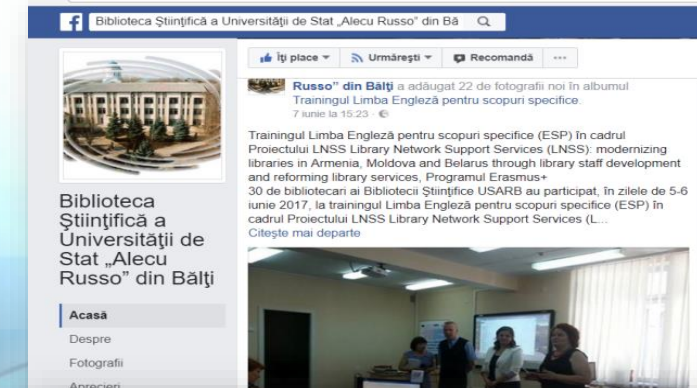 Biblioteca Ştiinţifică a Universităţii de Stat „Alecu Russo” din Bă
Îţi place
Urmăreşti
Recomandă
Russo” din Bălţi a adăugat 22 de fotografii noi în albumul
Trainingul Limba Engleză pentru scopuri specifice.
7 iunie la 15:23 ·
Trainingul Limba Engleză pentru scopuri specifice (ESP) în cadrul
Proiectului LNSS Library Network Support Services (LNSS): modernizing
libraries in Armenia, Moldova and Belarus through library staff development
and reforming library services, Programul Erasmus+
30 de bibliotecari ai Bibliotecii Ştiinţifice USARB au participat, în zilele de 5-6
iunie 2017, la trainigul Limba Engleză pentru scopuri specifice (ESP) în
cadrul Proiectului LNSS Library Network Support Services (L...
Citeşte mai departe
Biblioteca
Ştiinţifică a
Universităţii de
Stat „Alecu
Russo” din Bălţi
Acasă
Despre
Fotografii
Aprecieri